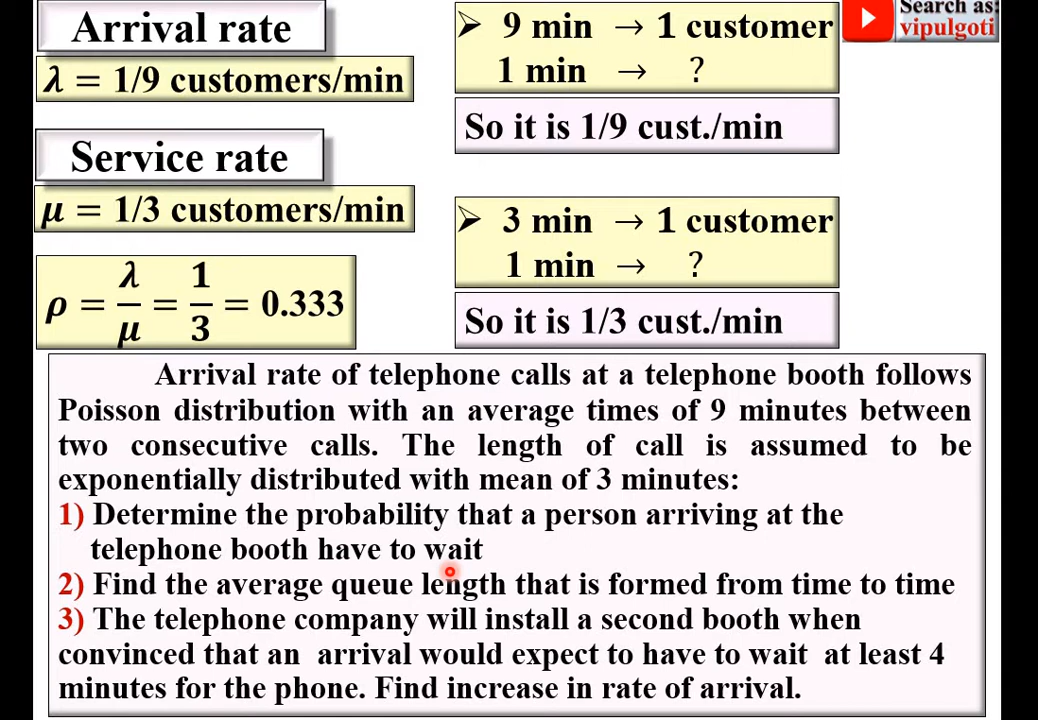 Arrival rate
λ = 1/9 customers/min
➢ 9 min → 1 customer
1 min → ?
So it is 1/9 cust./min
Search as:
vipulgoti
Service rate
μ = 1/3 customers/min
➢ 3 min → 1 customer
1 min → ?
So it is 1/3 cust./min
ρ = λ/μ = 1/3 = 0.333
Arrival rate of telephone calls at a telephone booth follows
Poisson distribution with an average times of 9 minutes between
two consecutive calls. The length of call is assumed to be
exponentially distributed with mean of 3 minutes:
1) Determine the probability that a person arriving at the
telephone booth have to wait
2) Find the average queue length that is formed from time to time
3) The telephone company will install a second booth when
convinced that an arrival would expect to have to wait at least 4
minutes for the phone. Find increase in rate of arrival.